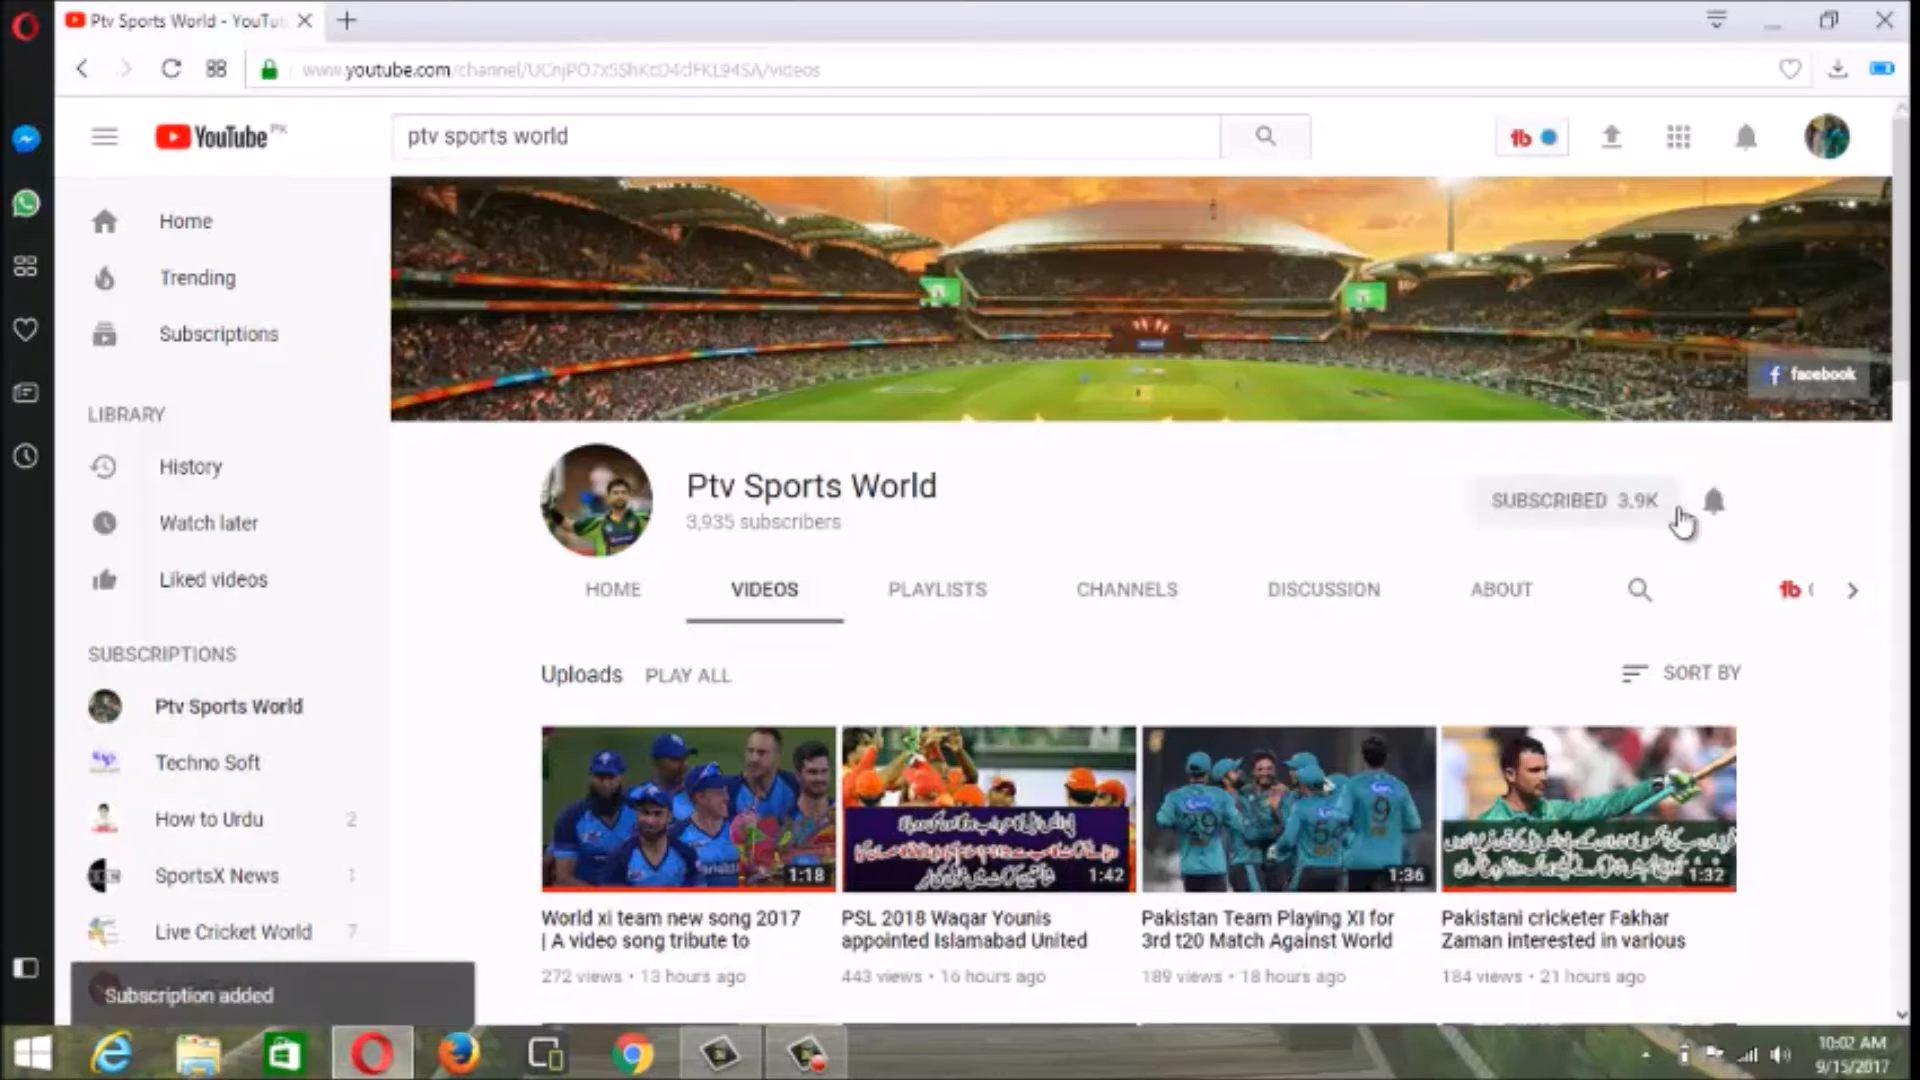 Ptv Sports World - YouTu
www.youtube.com/channel/UCnjPO7x5ShKcD4dFKL94SA/videos
YouTube PK
ptv sports world
Home
Trending
Subscriptions
LIBRARY
History
Watch later
Liked videos
SUBSCRIPTIONS
Ptv Sports World
Techno Soft
How to Urdu 2
SportsX News 1
Live Cricket World 7
Subscription added
facebook
Ptv Sports World
3,935 subscribers
SUBSCRIBED 3.9K
HOME VIDEOS PLAYLISTS CHANNELS DISCUSSION ABOUT
Uploads PLAY ALL
SORT BY
1:18
World xi team new song 2017
| A video song tribute to
272 views • 13 hours ago
1:42
PSL 2018 Waqar Younis
appointed Islamabad United
443 views • 16 hours ago
1:36
Pakistan Team Playing XI for
3rd t20 Match Against World
189 views • 18 hours ago
1:32
Pakistani cricketer Fakhar
Zaman interested in various
184 views • 21 hours ago
10:02 AM
9/15/2017